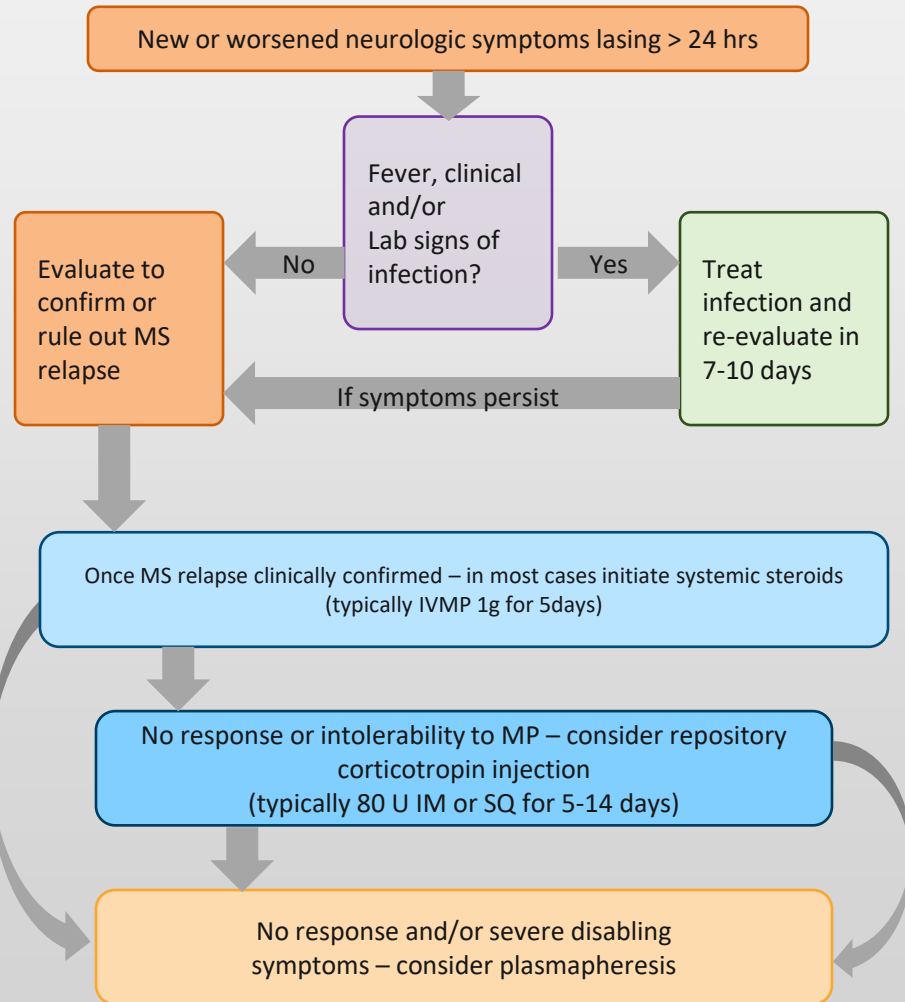 New or worsened neurologic symptoms lasing > 24 hrs
Fever, clinical
and/or
Lab signs of
infection?
No
Yes
Evaluate to
confirm or
rule out MS
relapse
Treat
infection and
re-evaluate in
7-10 days
If symptoms persist
Once MS relapse clinically confirmed – in most cases initiate systemic steroids
(typically IVMP 1g for 5days)
No response or intolerability to MP – consider repository
corticotropin injection
(typically 80 U IM or SQ for 5-14 days)
No response and/or severe disabling
symptoms – consider plasmapheresis